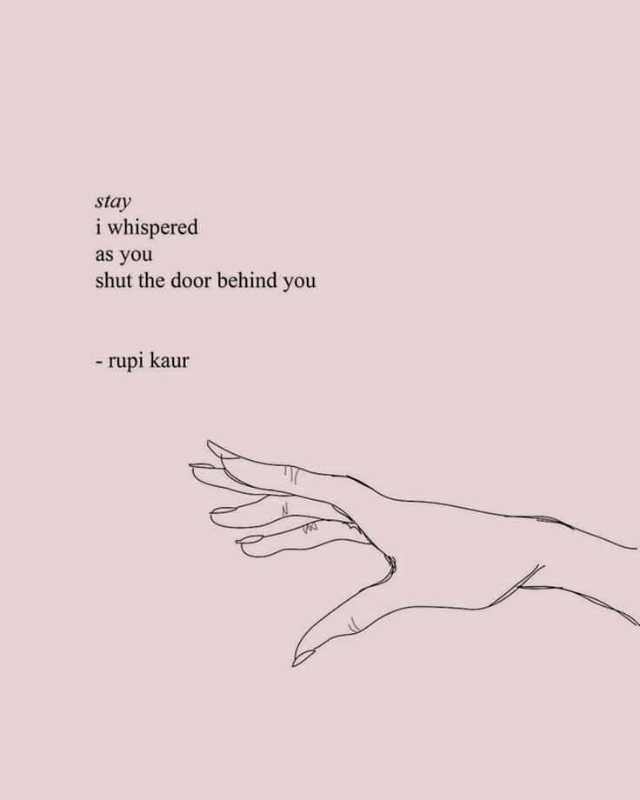 stay
i whispered
as you
shut the door behind you
- rupi kaur